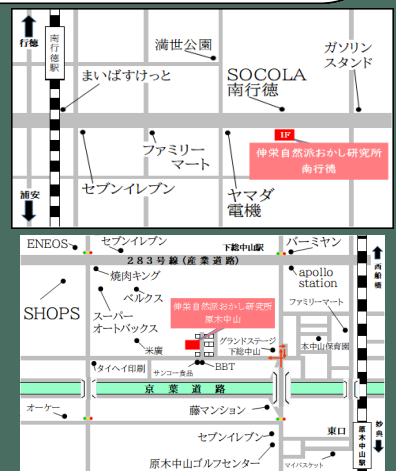 行徳
南行徳駅
満世公園
ガソリン
スタンド
まいばすけっと
SOCOLA
南行徳
1F
伸栄自然派おかし研究所
南行徳
ファミリー
マート
セブンイレブン
ヤマダ
電機
浦安
ENEOS
セブンイレブン
下総中山駅
バーミヤン
283号線(産業道路)
西船橋
焼肉キング
apollo
station
ベルクス
ファミリーマート
SHOPS
スーパー
オートバックス
伸栄自然派おかし研究所
原木中山
グランドステージ
下総中山
本中山保育園
米廣
タイヘイ印刷
サンコー食品
BBT
京葉道路
オーケー
藤マンション
東口
妙典
セブンイレブン
原木中山駅
原木中山ゴルフセンター
マイバスケット